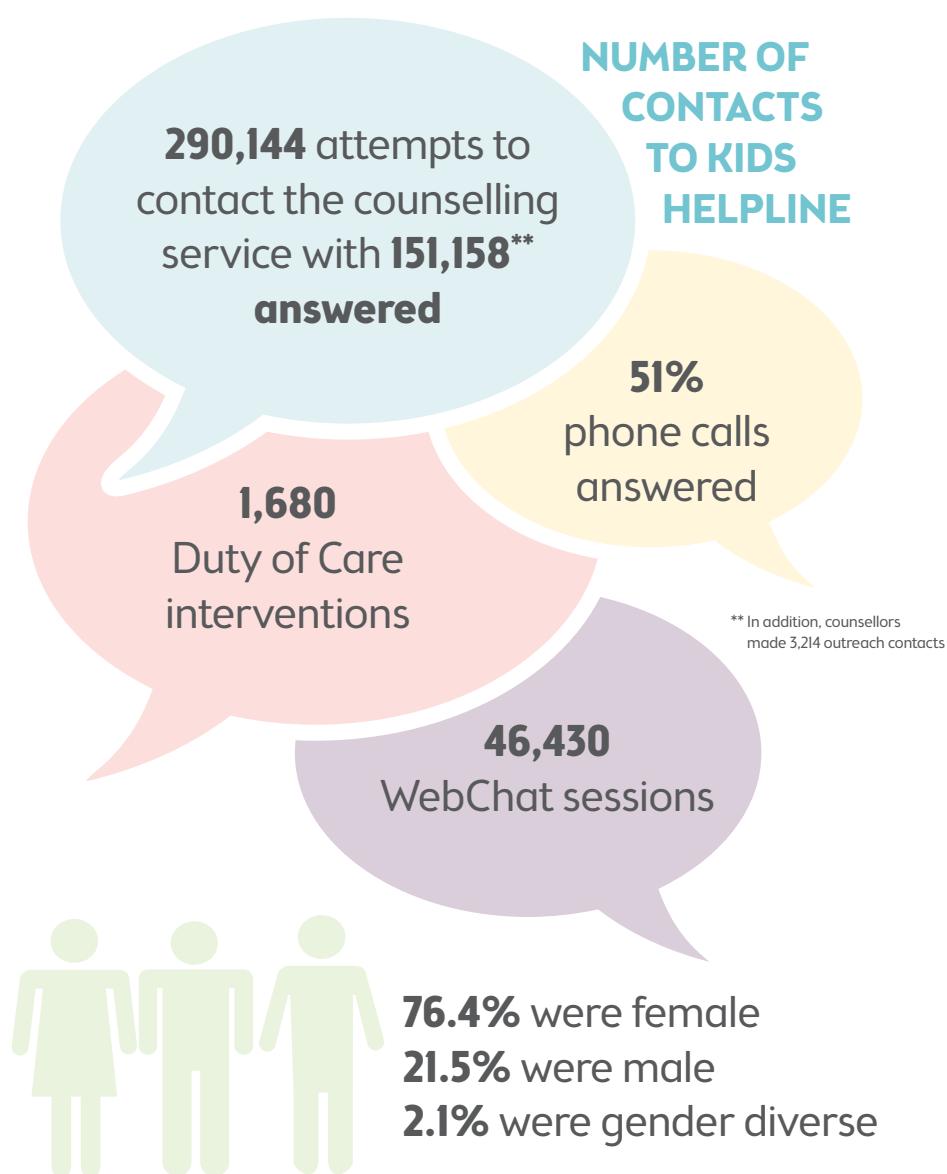 NUMBER OF
CONTACTS
TO KIDS
HELPLINE
290,144 attempts to
contact the counselling
service with 151,158**
answered
51%
phone calls
answered
1,680
Duty of Care
interventions
** In addition, counsellors
made 3,214 outreach contacts
46,430
WebChat sessions
76.4% were female
21.5% were male
2.1% were gender diverse